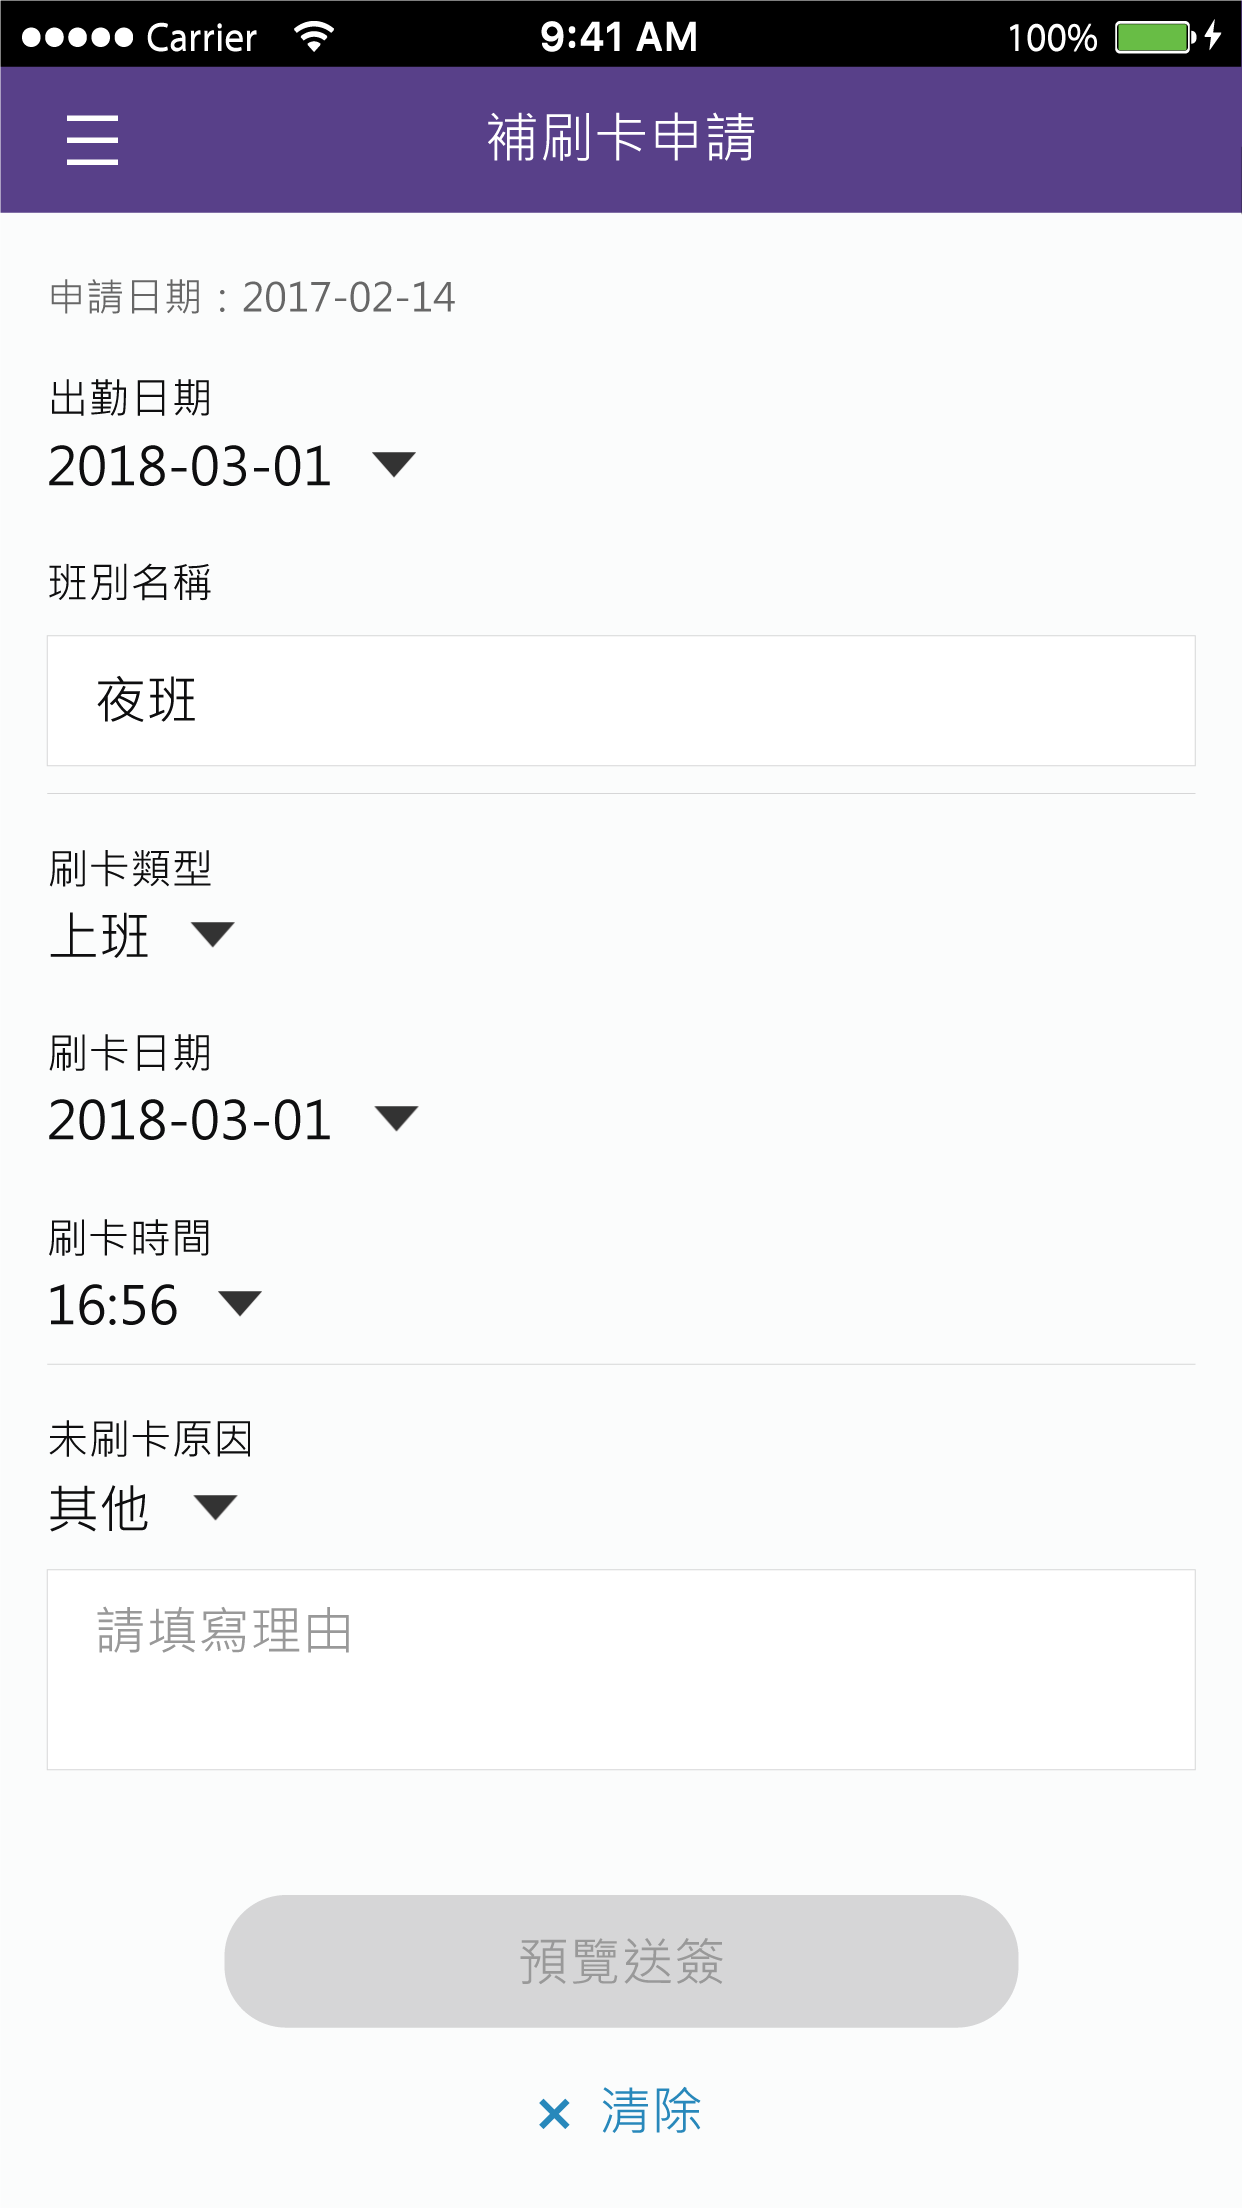 Carrier 9:41 AM 100%
補刷卡申請
申請日期：2017-02-14
出勤日期
2018-03-01
班別名稱
夜班
刷卡類型
上班
刷卡日期
2018-03-01
刷卡時間
16:56
未刷卡原因
其他
請填寫理由
預覽送簽
× 清除